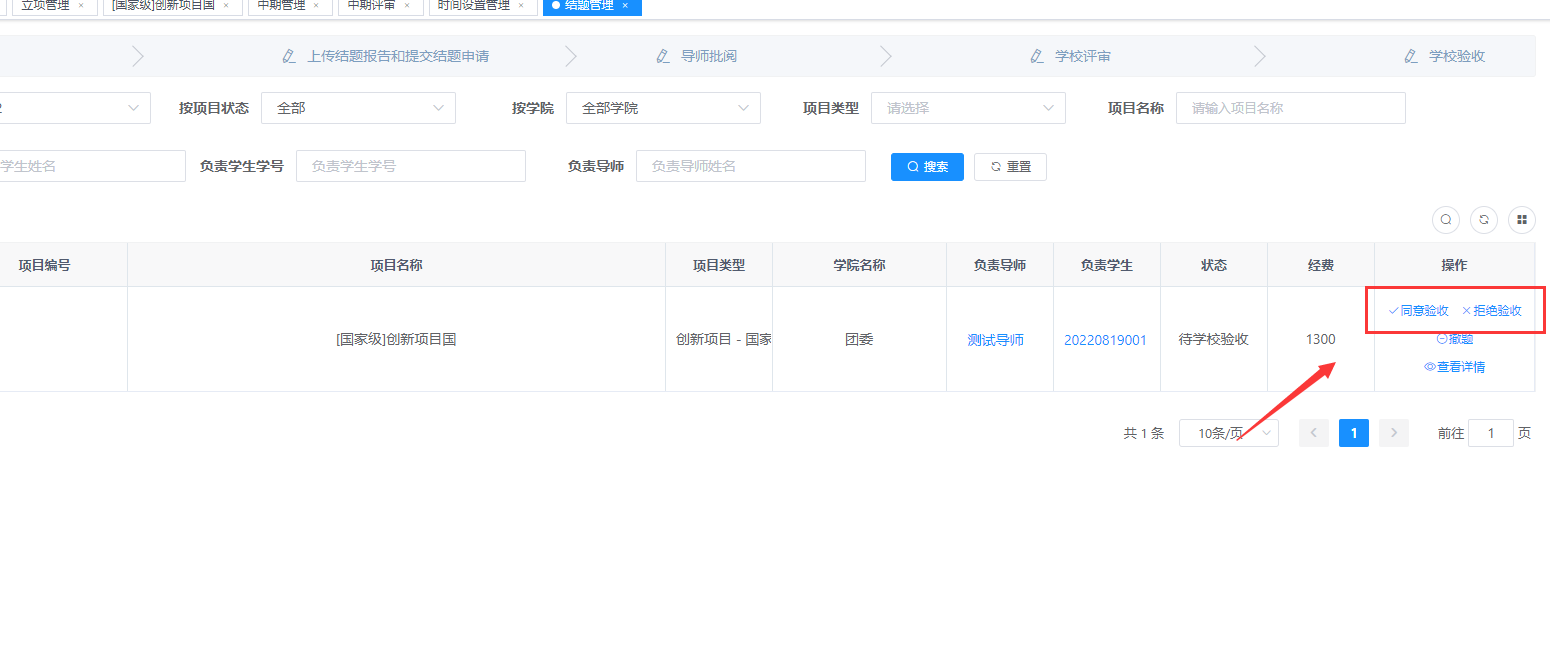 立项管理 × [国家级]创新项目国 × 中期管理 × 中期评审 × 时间设置管理 × 结题管理 ×
上传结题报告和提交结题申请 导师批阅 学校评审 学校验收
按项目状态 全部 按学院 全部学院 项目类型 请选择 项目名称 请输入项目名称
学生姓名 负责学生学号 负责学生学号 负责导师 负责导师姓名 搜索 重置
项目编号 项目名称 项目类型 学院名称 负责导师 负责学生 状态 经费 操作
同意验收 拒绝验收
[国家级]创新项目国 创新项目 - 国家 团委 测试导师 20220819001 待学校验收 1300 撤题
查看详情
共 1 条 10条/页 1 前往 1 页